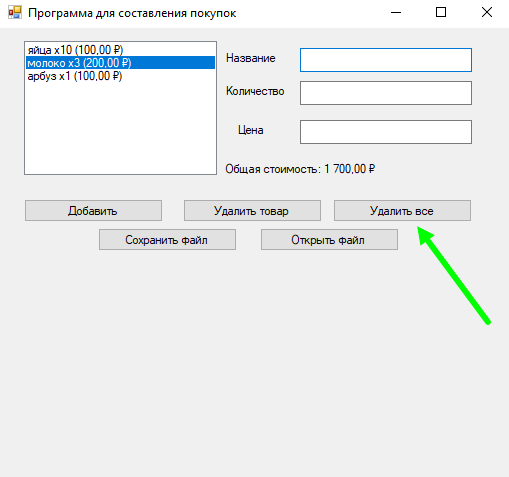 Программа для составления покупок
яйца x10 (100,00 ₽)
молоко x3 (200,00 ₽)
арбуз x1 (100,00 ₽)
Название
Количество
Цена
Общая стоимость: 1 700,00 ₽
Добавить
Удалить товар
Удалить все
Сохранить файл
Открыть файл